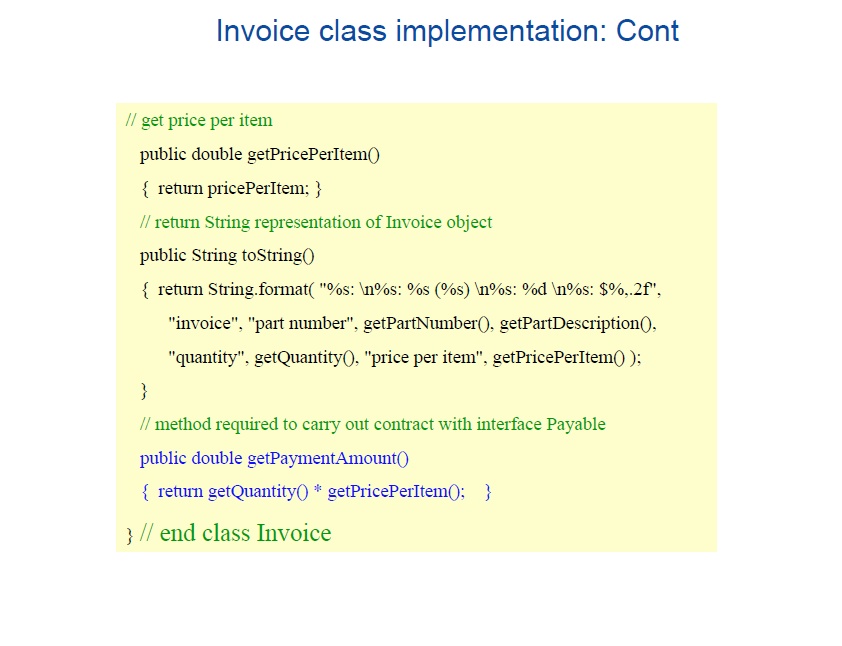 Invoice class implementation: Cont
// get price per item
public double getPricePerItem()
{ return pricePerItem; }
// return String representation of Invoice object
public String toString()
{ return String.format( "%s: \n%s: %s (%s) \n%s: %d \n%s: $%,.2f",
"invoice", "part number", getPartNumber(), getPartDescription(),
"quantity", getQuantity(), "price per item", getPricePerItem() );
}
// method required to carry out contract with interface Payable
public double getPaymentAmount()
{ return getQuantity() * getPricePerItem(); }
} // end class Invoice